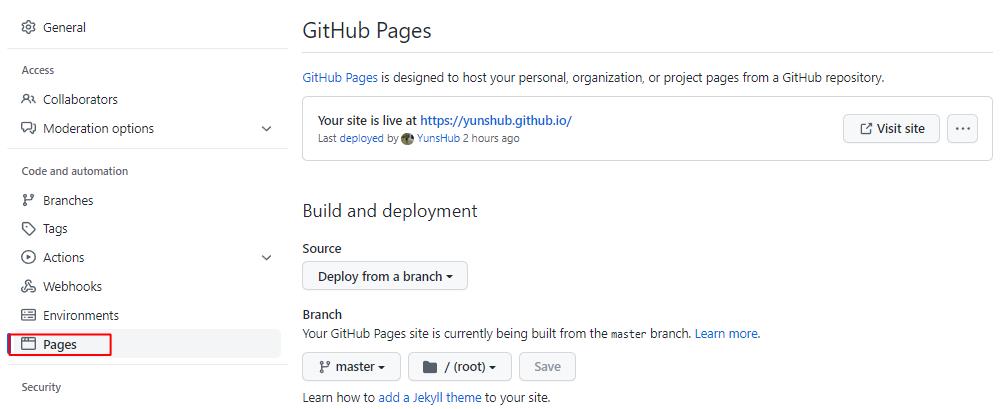 General
Access
Collaborators
Moderation options
Code and automation
Branches
Tags
Actions
Webhooks
Environments
Pages
Security
GitHub Pages
GitHub Pages is designed to host your personal, organization, or project pages from a GitHub repository.
Your site is live at https://yunshub.github.io/
Last deployed by YunsHub 2 hours ago
Visit site
Build and deployment
Source
Deploy from a branch
Branch
Your GitHub Pages site is currently being built from the master branch. Learn more.
master
/ (root)
Save
Learn how to add a Jekyll theme to your site.